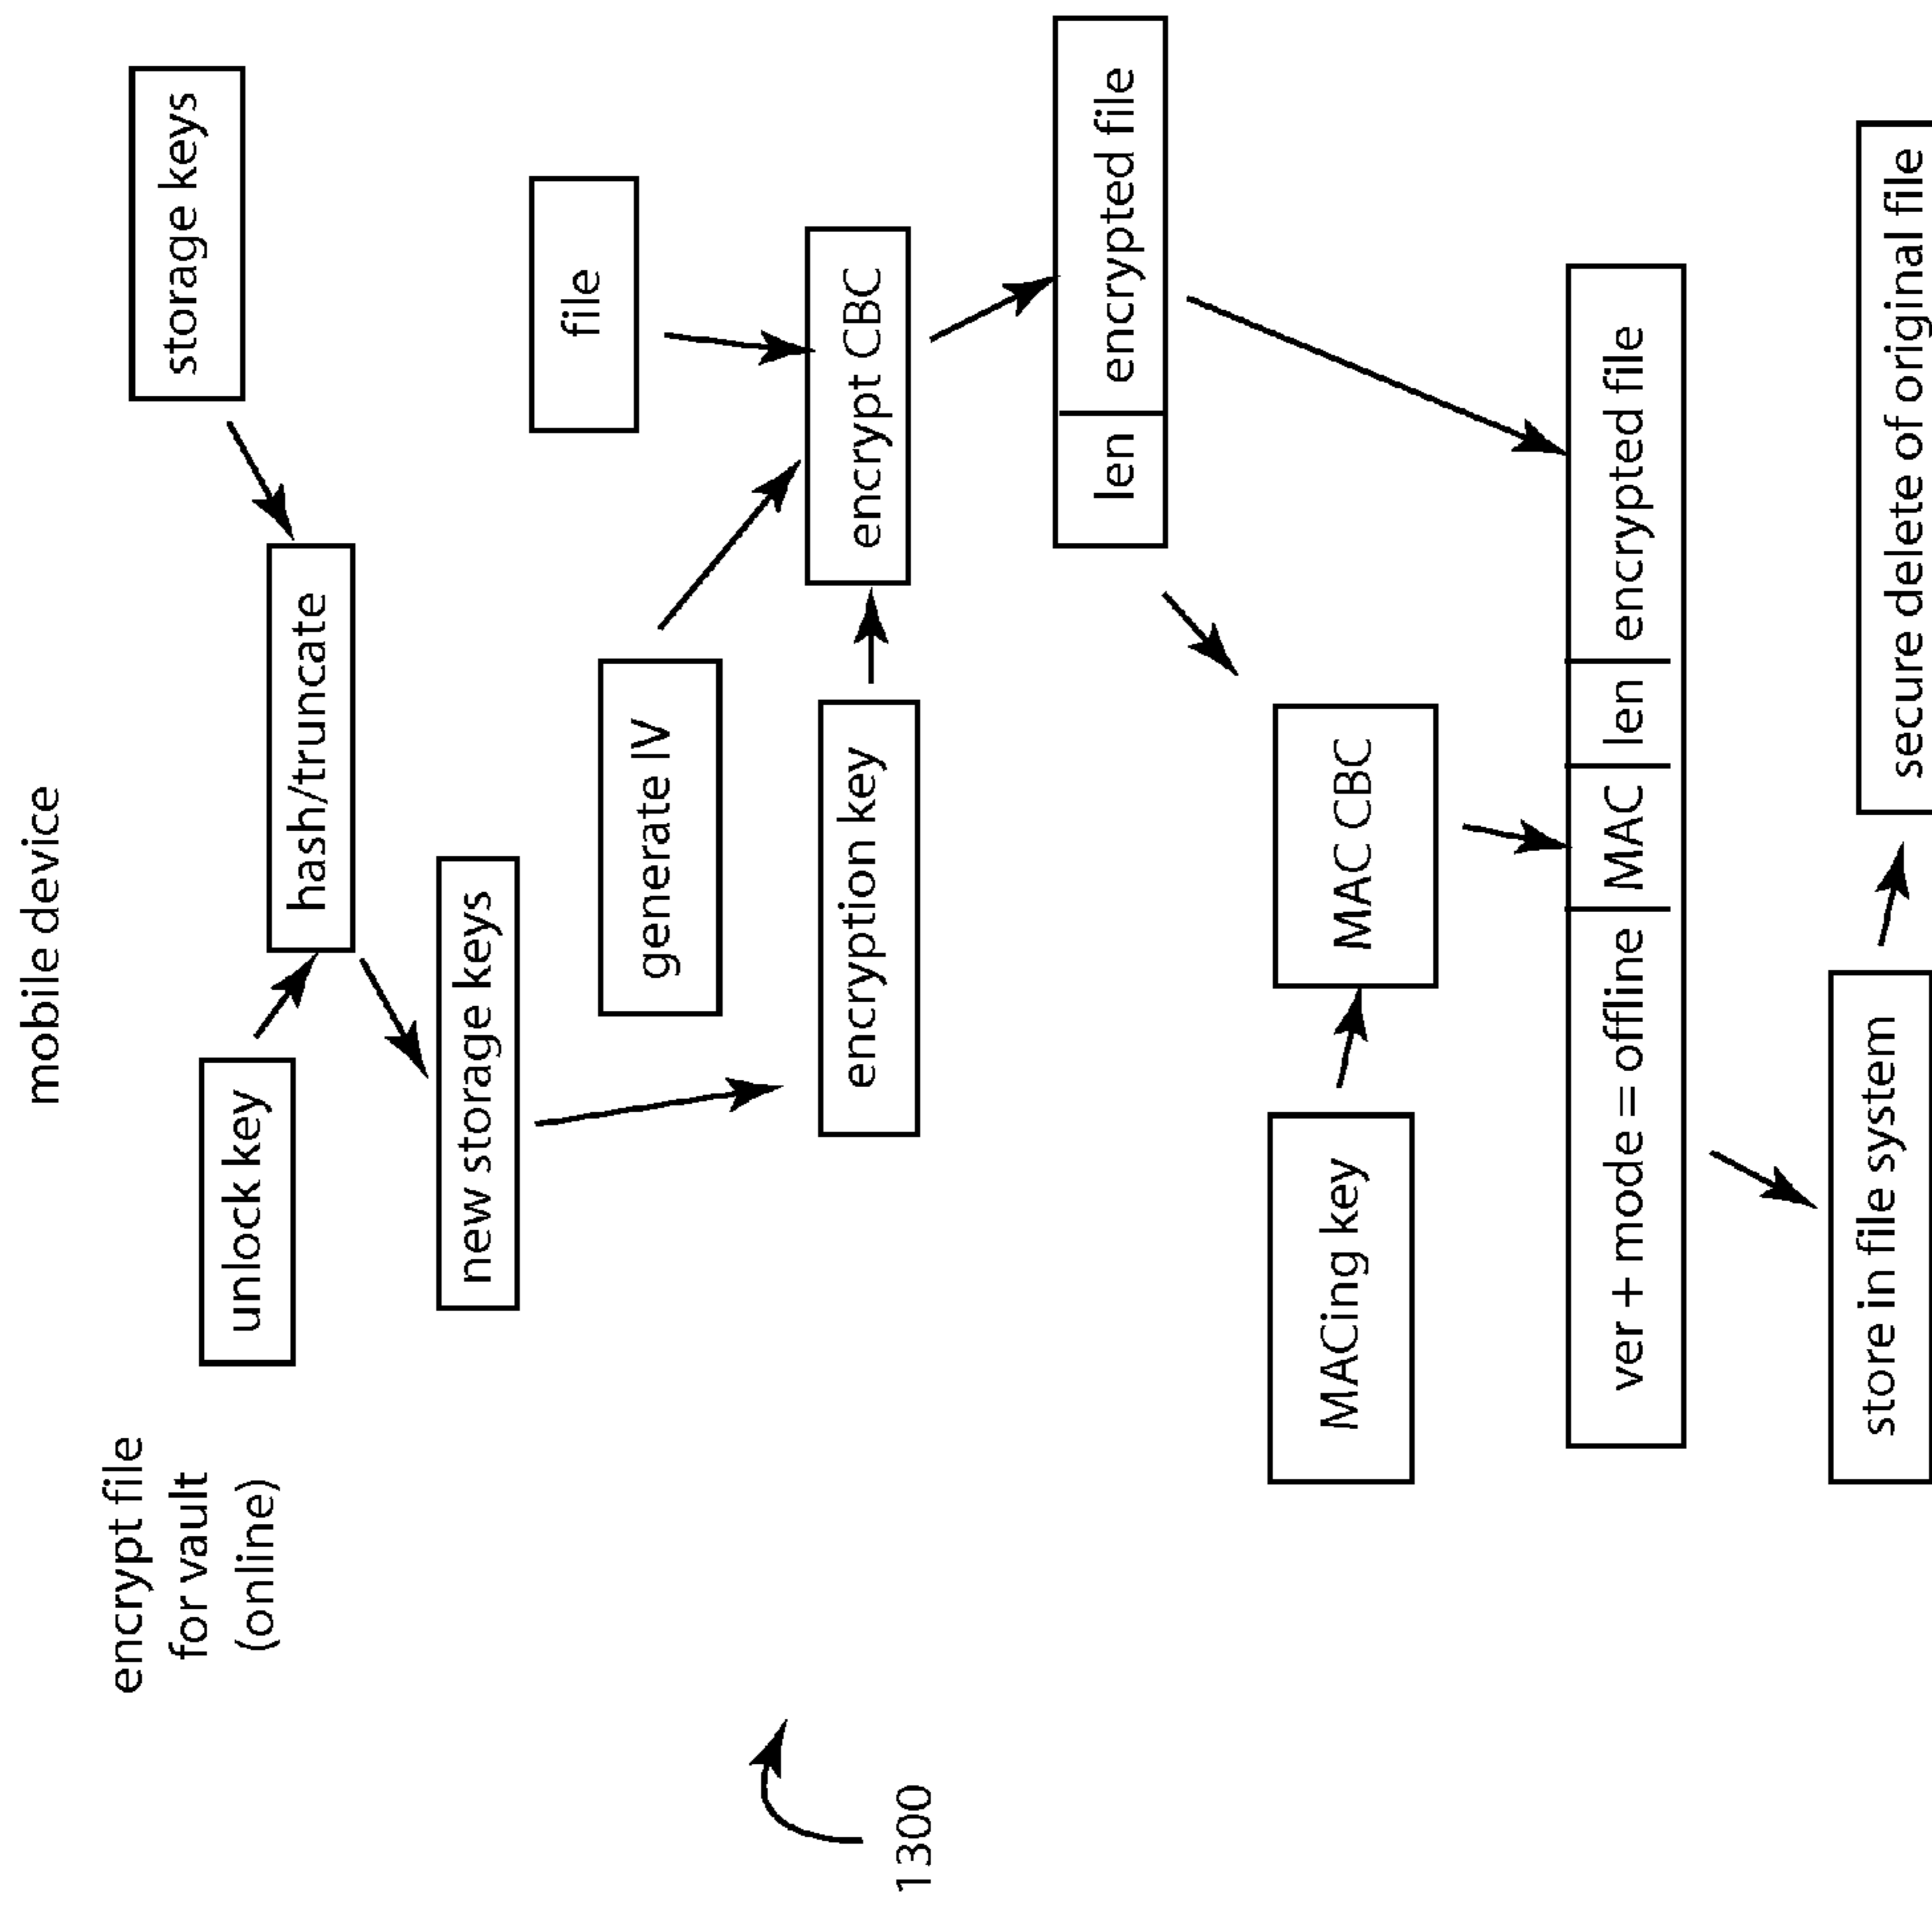 mobile device
encrypt file
for vault
(online)
unlock key
storage keys
hash/truncate
new storage keys
file
generate IV
encryption key
encrypt CBC
len encrypted file
MACing key
MAC CBC
ver + mode = offline MAC len encrypted file
store in file system
secure delete of original file
1300